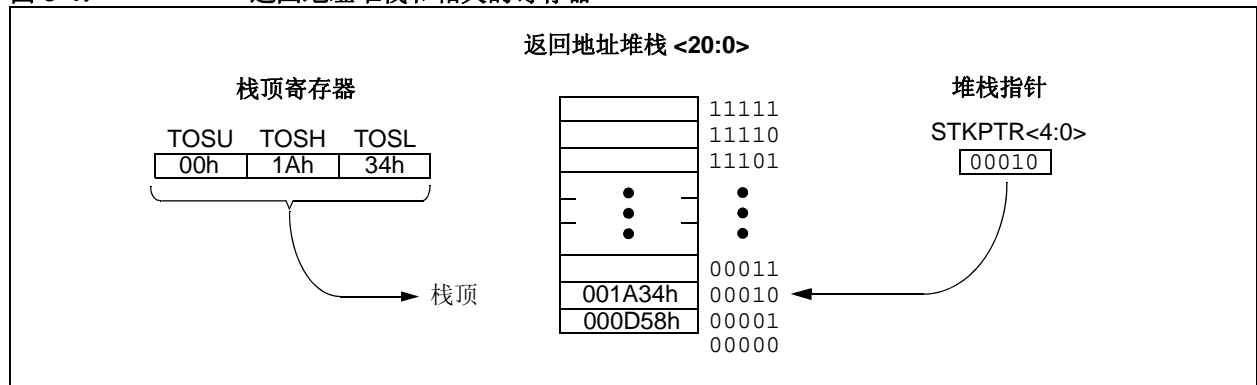 返回地址堆栈 <20:0>
栈顶寄存器
堆栈指针
TOSU TOSH TOSL
00h 1Ah 34h
STKPTR<4:0>
00010
11111
11110
11101
00011
栈顶
001A34h 00010
000D58h 00001
00000